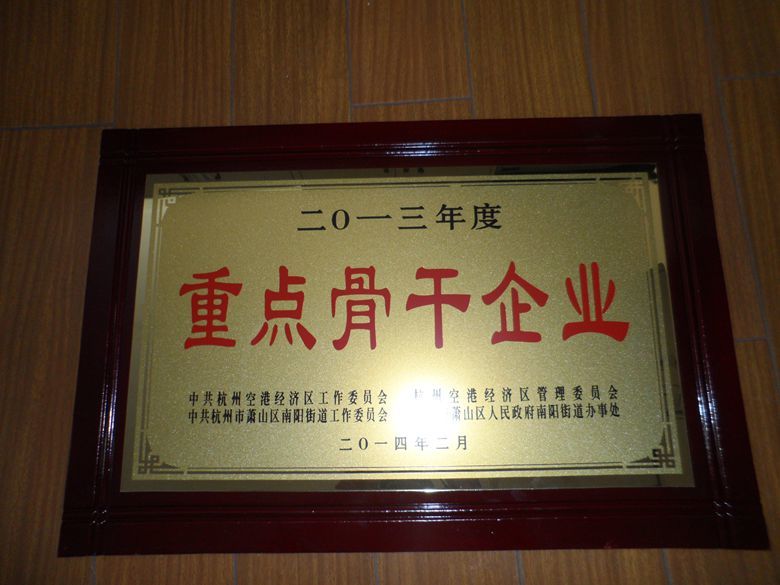 二〇一三年度
重点骨干企业
中共杭州空港经济区工作委员会 杭州空港经济区管理委员会
中共杭州市萧山区南阳街道工作委员会 萧山区人民政府南阳街道办事处
二〇一四年二月